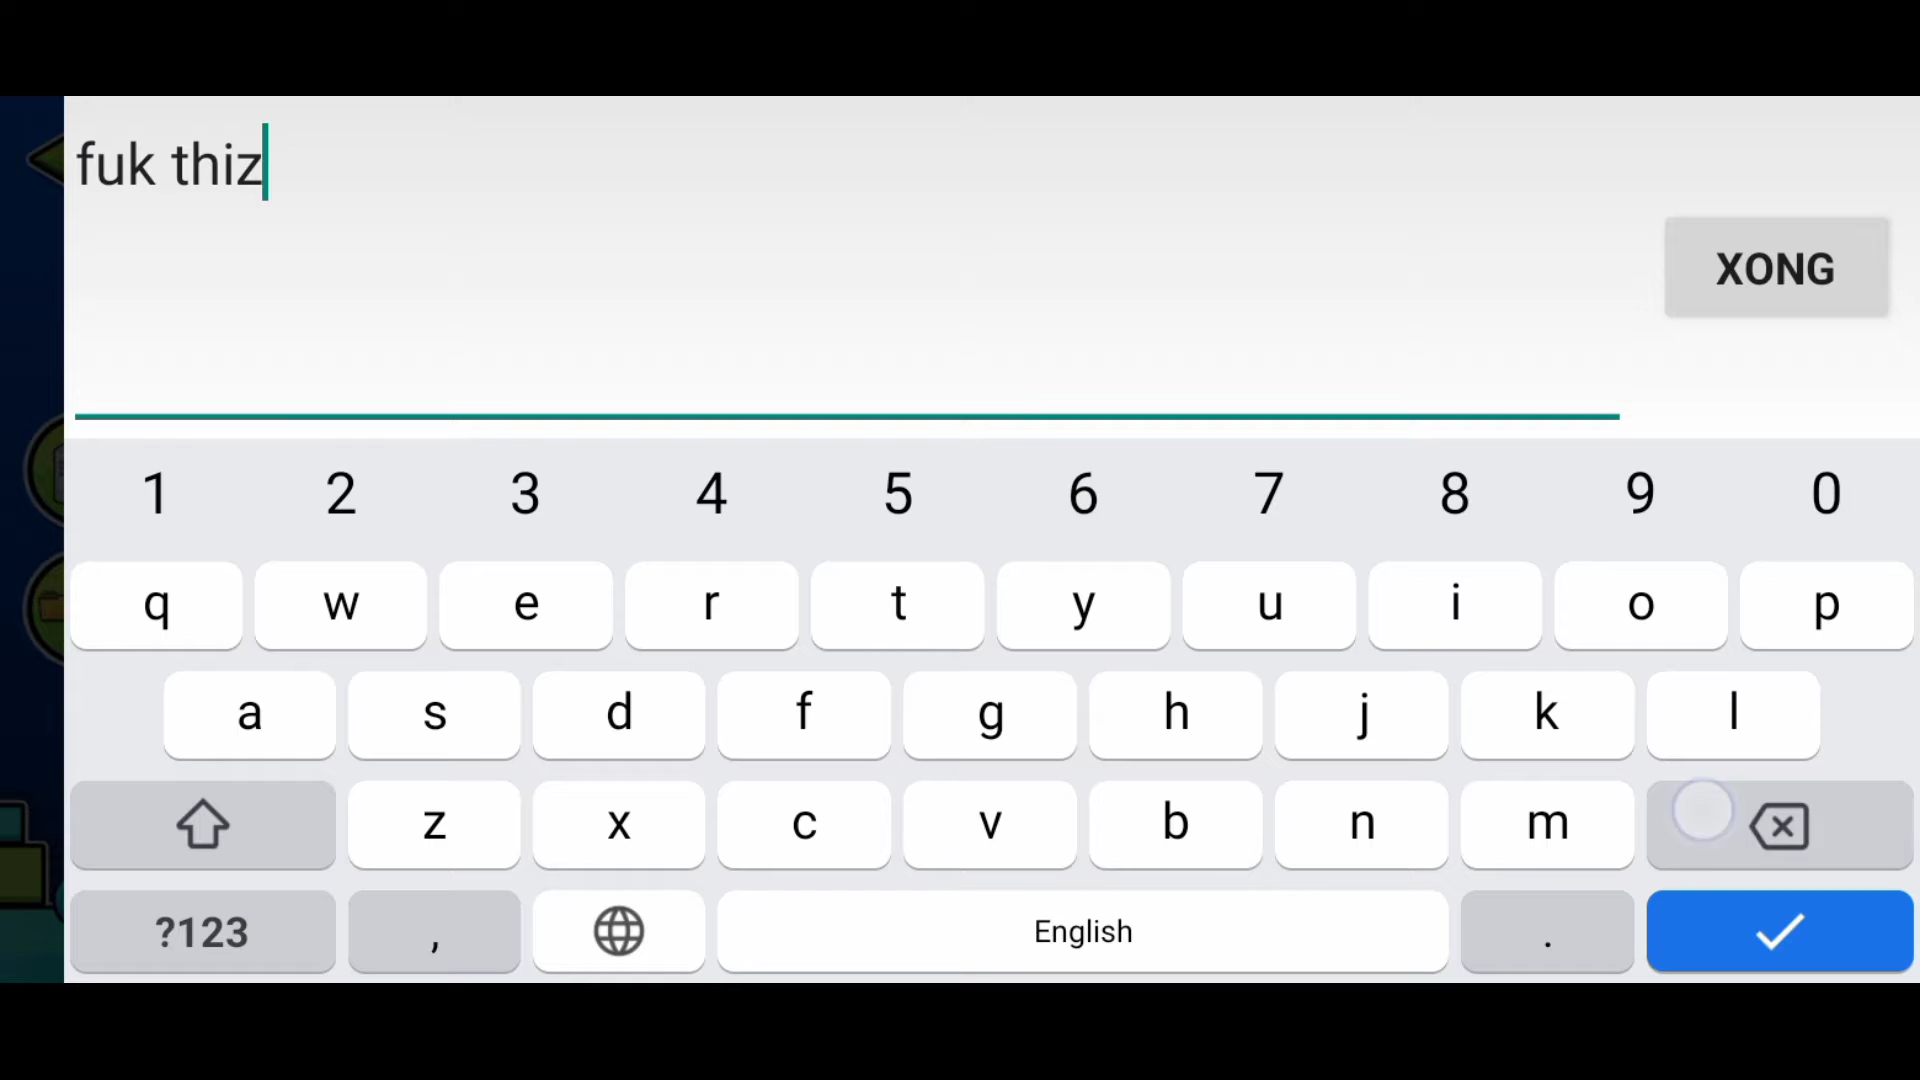 fuk thiz
XONG
1 2 3 4 5 6 7 8 9 0
q w e r t y u i o p
a s d f g h j k l
z x c v b n m
?123 , English .